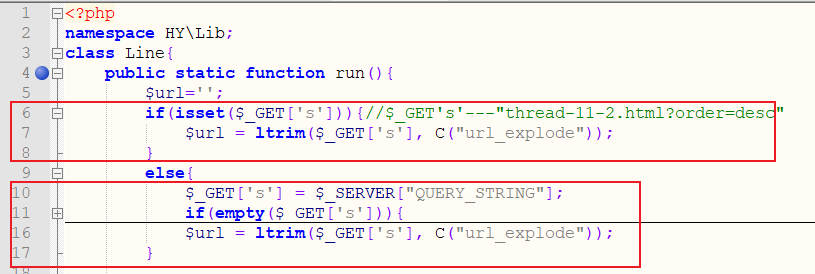 1 <?php
2 namespace HY\Lib;
3 class Line{
4 public static function run(){
5 $url='';
6 if(isset($_GET['s'])){//$_GET's'---"thread-11-2.html?order=desc"
7 $url = ltrim($_GET['s'], C("url_explode"));
8 }
9 else{
10 $_GET['s'] = $_SERVER["QUERY_STRING"];
11 if(empty($_GET['s'])){
16 $url = ltrim($_GET['s'], C("url_explode"));
17 }